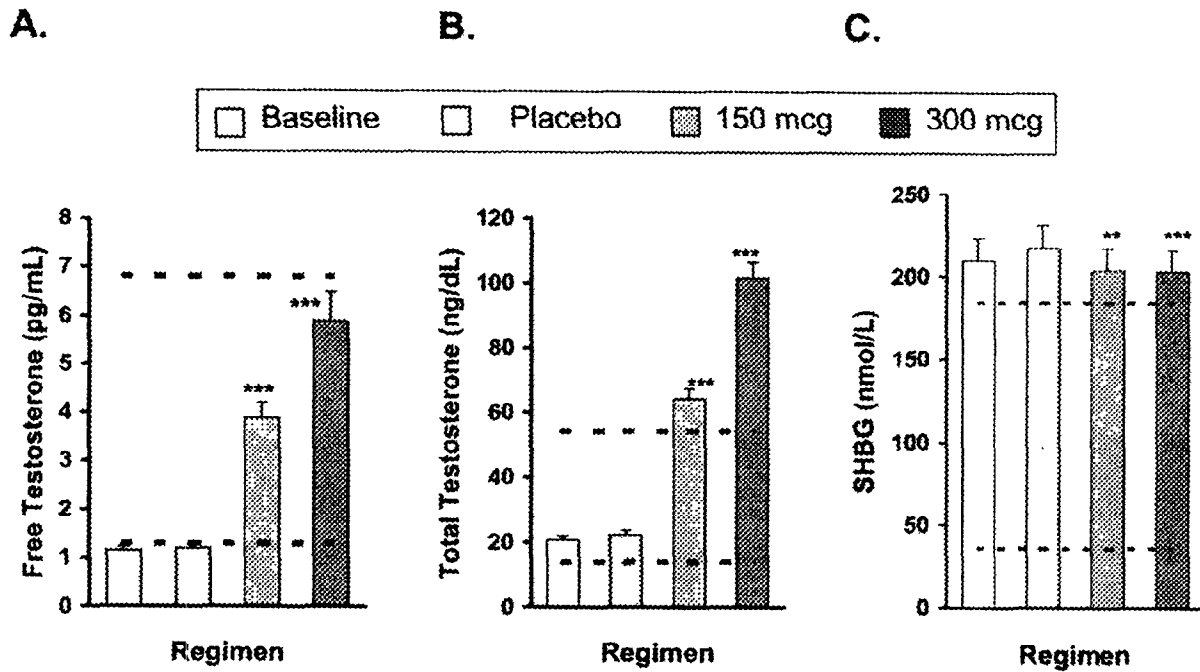 A.
B.
C.
Baseline Placebo 150 mcg 300 mcg
Free Testosterone (pg/mL)
8
7
6
5
4
3
2
1
0
***
***
Regimen
Total Testosterone (ng/dL)
120
100
80
60
40
20
0
***
***
Regimen
SHBG (nmol/L)
250
200
150
100
50
0
**
***
Regimen